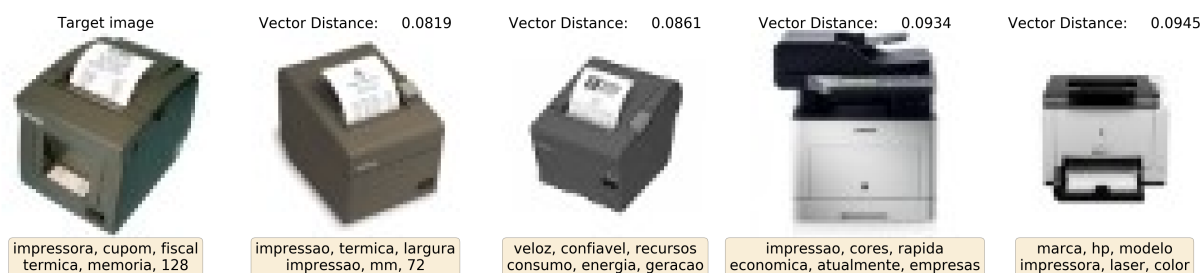 Target image
Vector Distance: 0.0819
Vector Distance: 0.0861
Vector Distance: 0.0934
Vector Distance: 0.0945
impressora, cupom, fiscal
termica, memoria, 128
impressao, termica, largura
impressao, mm, 72
veloz, confiavel, recursos
consumo, energia, geracao
impressao, cores, rapida
economica, atualmente, empresas
marca, hp, modelo
impressora, laser, color